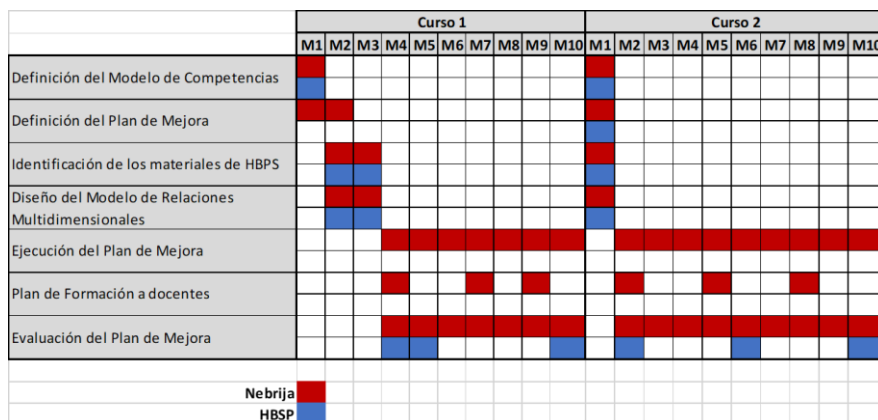 Curso 1 Curso 2
M1 M2 M3 M4 M5 M6 M7 M8 M9 M10 M1 M2 M3 M4 M5 M6 M7 M8 M9 M10
Definición del Modelo de Competencias
Definición del Plan de Mejora
Identificación de los materiales de HBPS
Diseño del Modelo de Relaciones
Multidimensionales
Ejecución del Plan de Mejora
Plan de Formación a docentes
Evaluación del Plan de Mejora
Nebrija
HBSP